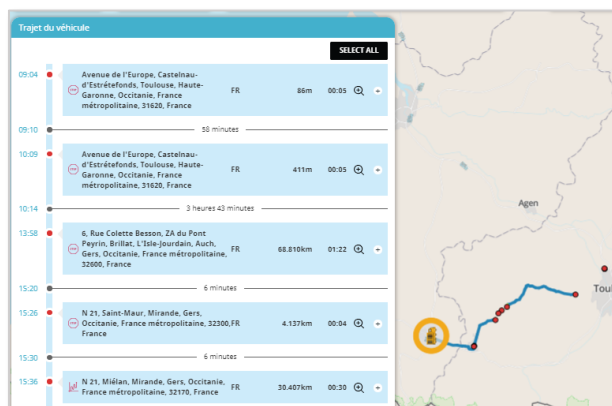 Trajet du véhicule
SELECT ALL
09:04
Avenue de l'Europe, Castelnau-
d'Estrétefonds, Toulouse, Haute-
Garonne, Occitanie, France
métropolitaine, 31620, France
FR 86m 00:05
09:10 58 minutes
10:09
Avenue de l'Europe, Castelnau-
d'Estrétefonds, Toulouse, Haute-
Garonne, Occitanie, France
métropolitaine, 31620, France
FR 411m 00:05
10:14 3 heures 43 minutes
13:58
6, Rue Colette Besson, ZA du Pont
Peyrin, Brillat, L'Isle-Jourdain, Auch,
Gers, Occitanie, France métropolitaine,
32600, France
FR 68.810km 01:22
15:20 6 minutes
15:26
N 21, Saint-Maur, Mirande, Gers,
Occitanie, France métropolitaine, 32300,
France
FR 4.137km 00:04
15:30 6 minutes
15:36
N 21, Miélan, Mirande, Gers, Occitanie,
France métropolitaine, 32170, France
FR 30.407km 00:30
Agen
Toul